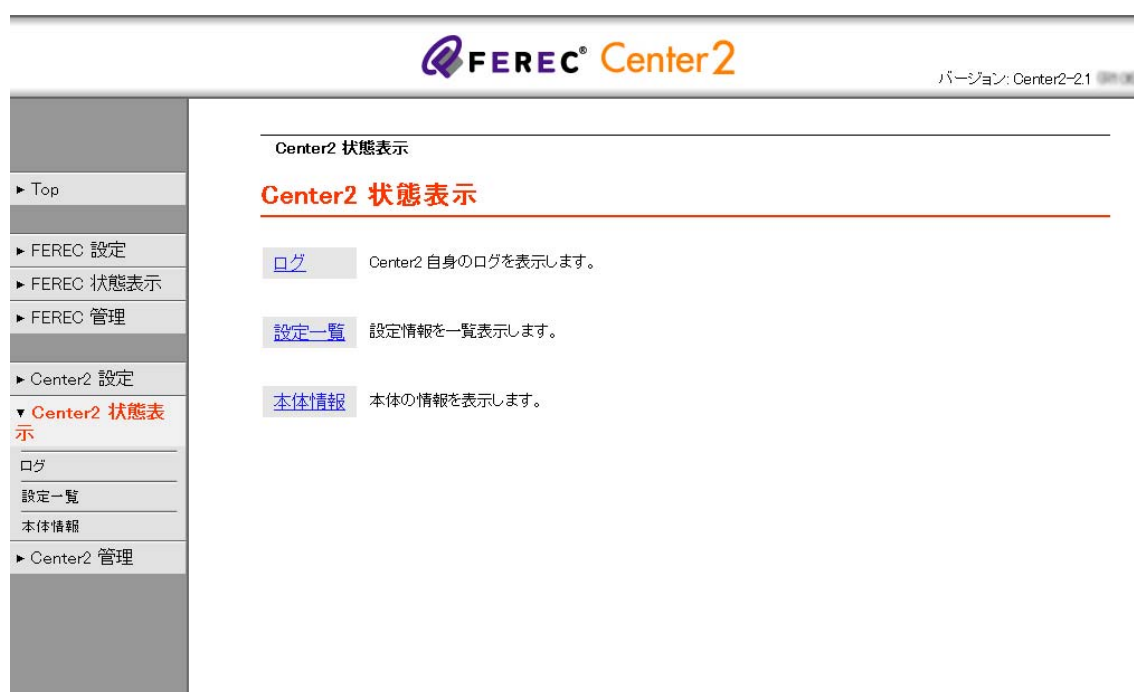 FEREC® Center2
バージョン: Center2-2.1
► Top
► FEREC 設定
► FEREC 状態表示
► FEREC 管理
► Center2 設定
▼ Center2 状態表
示
ログ
設定一覧
本体情報
► Center2 管理
Center2 状態表示
Center2 状態表示
ログ Center2 自身のログを表示します。
設定一覧 設定情報を一覧表示します。
本体情報 本体の情報を表示します。